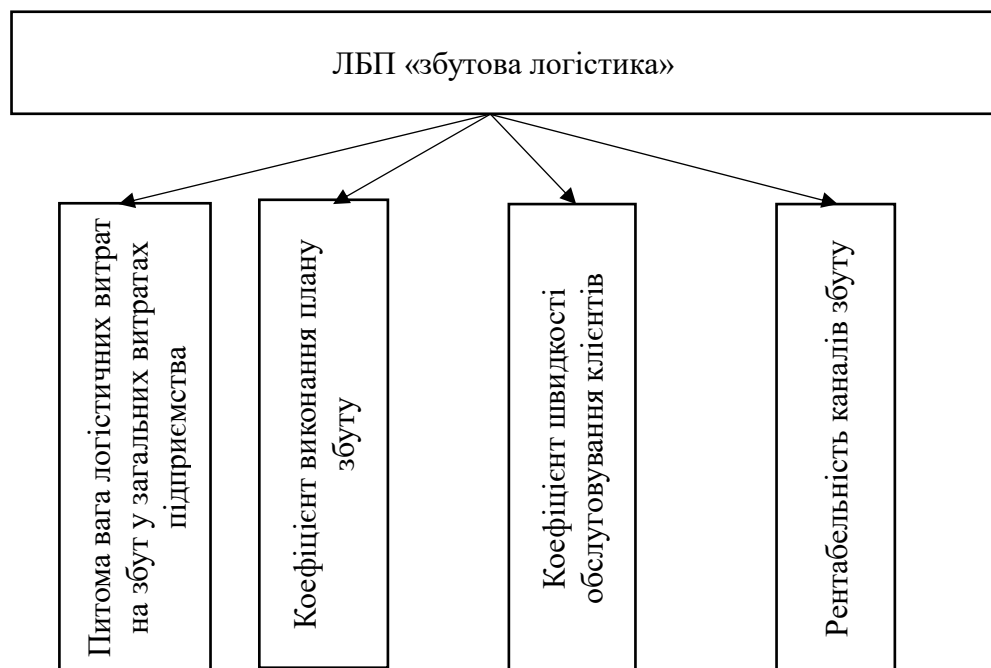 ЛБП «збутова логістика»
Питома вага логістичних витрат
на збут у загальних витратах
підприємства
Коефіцієнт виконання плану
збуту
Коефіцієнт швидкості
обслуговування клієнтів
Рентабельність каналів збуту